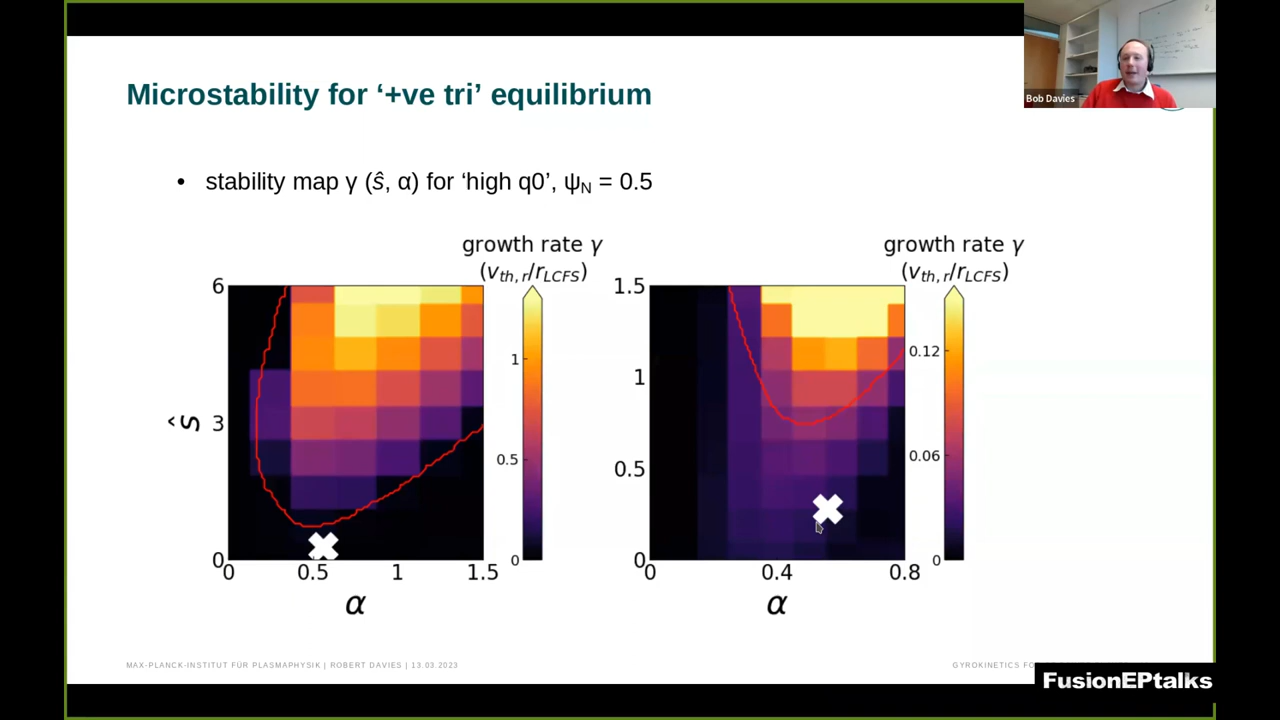 Bob Davies
Microstability for ‘+ve tri’ equilibrium
• stability map γ (ŝ, α) for ‘high q0’, ψN = 0.5
growth rate γ
(vth, r/rLCFS)
growth rate γ
(vth, r/rLCFS)
6
3
0
ŝ
0
0.5
1
1.5
α
1
0.5
0
1.5
1
0.5
0
0
0.4
0.8
α
0.12
0.06
0
MAX-PLANCK-INSTITUT FÜR PLASMAPHYSIK | ROBERT DAVIES | 13.03.2023
GYROKINETICS
FusionEPtalks